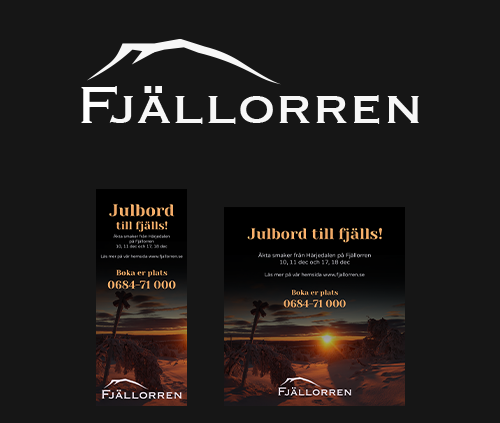 FJÄLLORREN
Julbord
till fjälls!
Äkta smaker från Härjedalen
på Fjällorren
10, 11 dec och 17, 18 dec
Läs mer på vår hemsida www.fjallorren.se
Boka er plats
0684-71 000
FJÄLLORREN
Julbord till fjälls!
Äkta smaker från Härjedalen på Fjällorren
10, 11 dec och 17, 18 dec
Läs mer på vår hemsida www.fjallorren.se
Boka er plats
0684-71 000
FJÄLLORREN